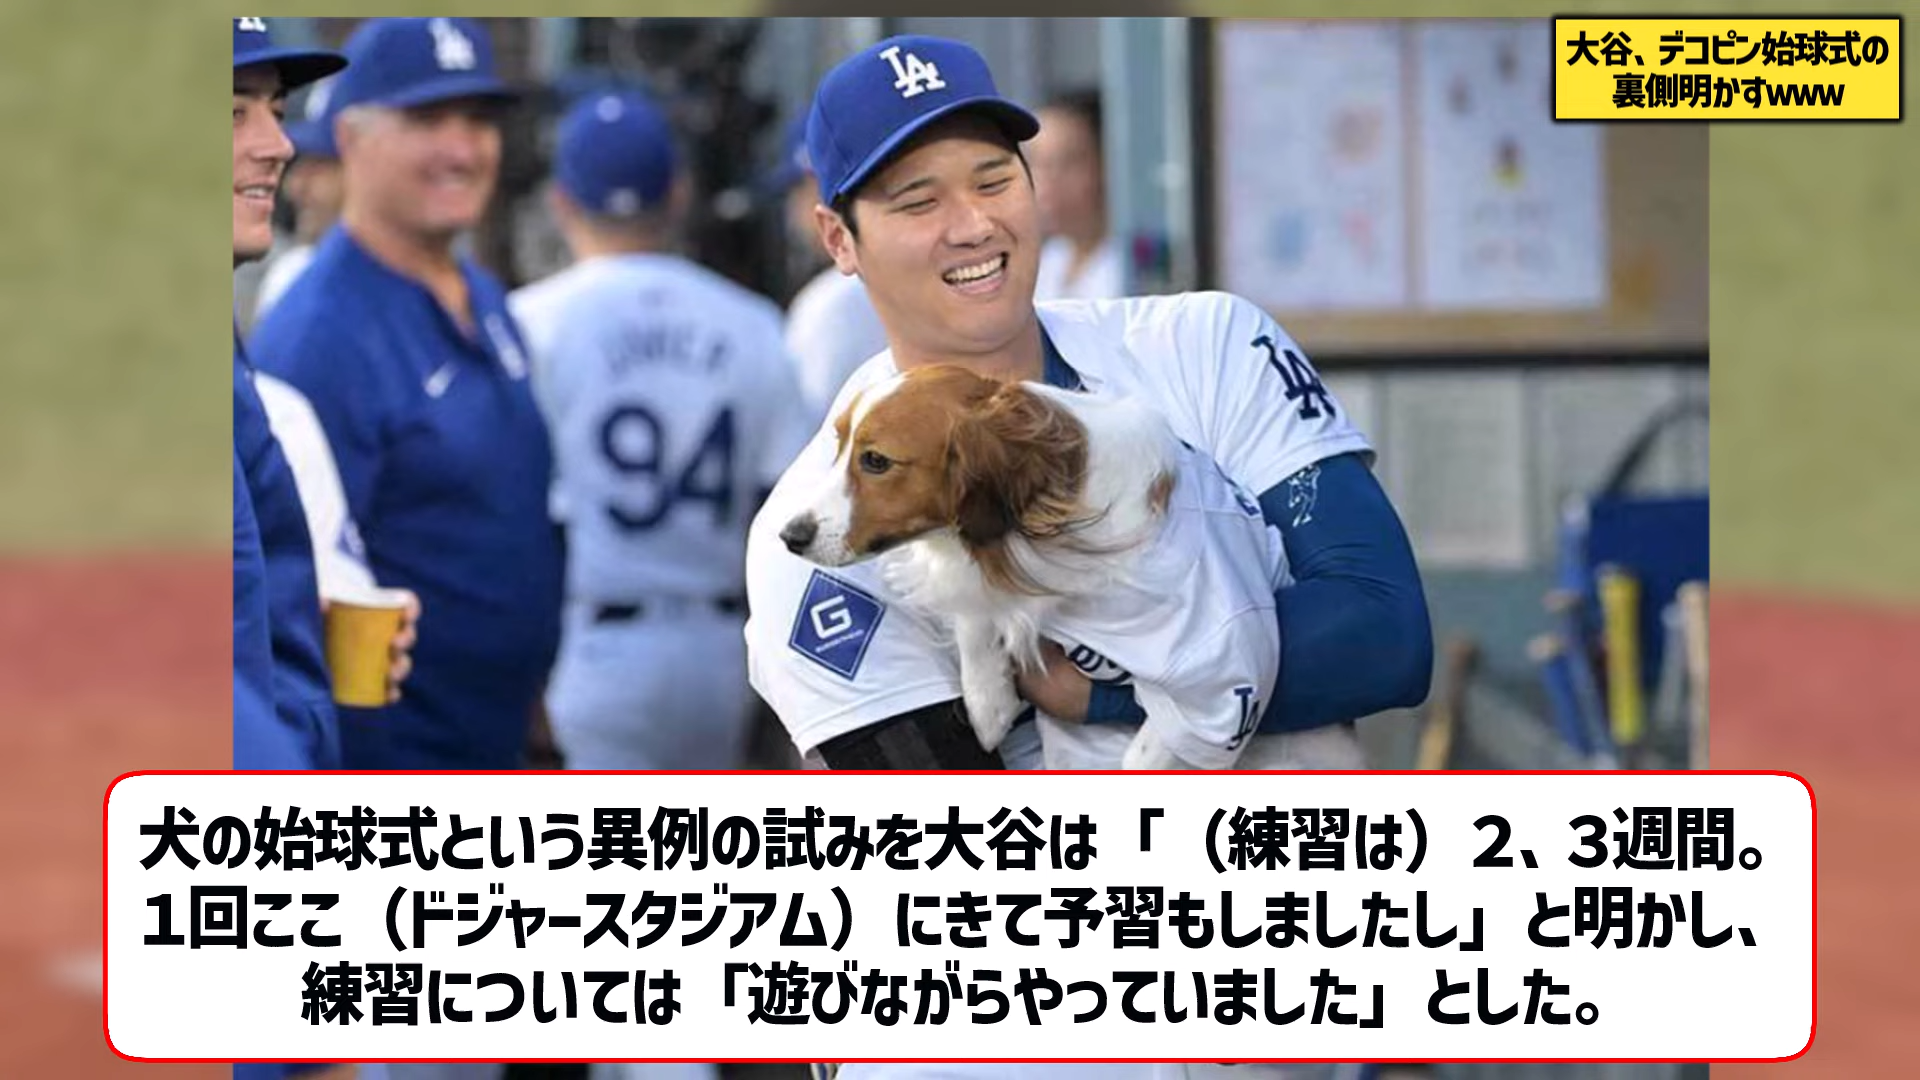 大谷、デコピン始球式の
裏側明かすwww
LA
LA
94
G
LA
犬の始球式という異例の試みを大谷は「（練習は）２、３週間。
１回ここ（ドジャースタジアム）にきて予習もしましたし」と明かし、
練習については「遊びながらやっていました」とした。